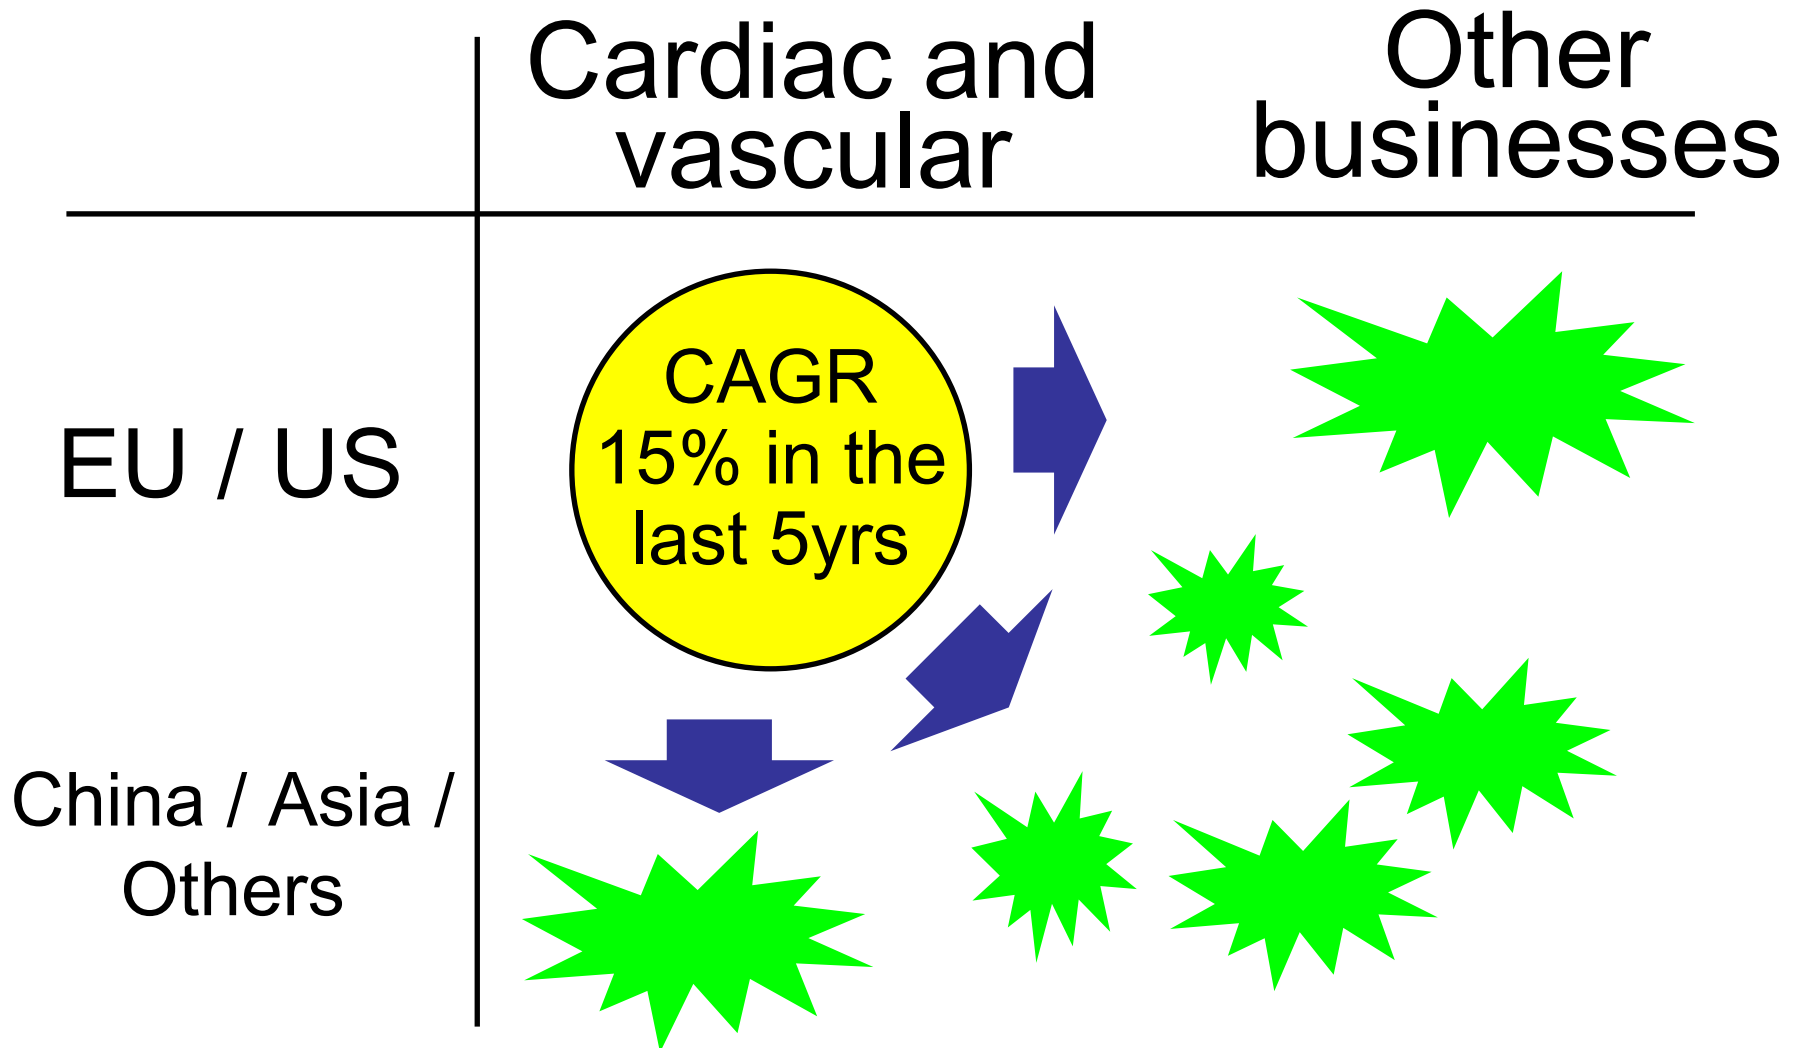 Cardiac and
vascular
Other
businesses
EU / US
CAGR
15% in the
last 5yrs
China / Asia /
Others